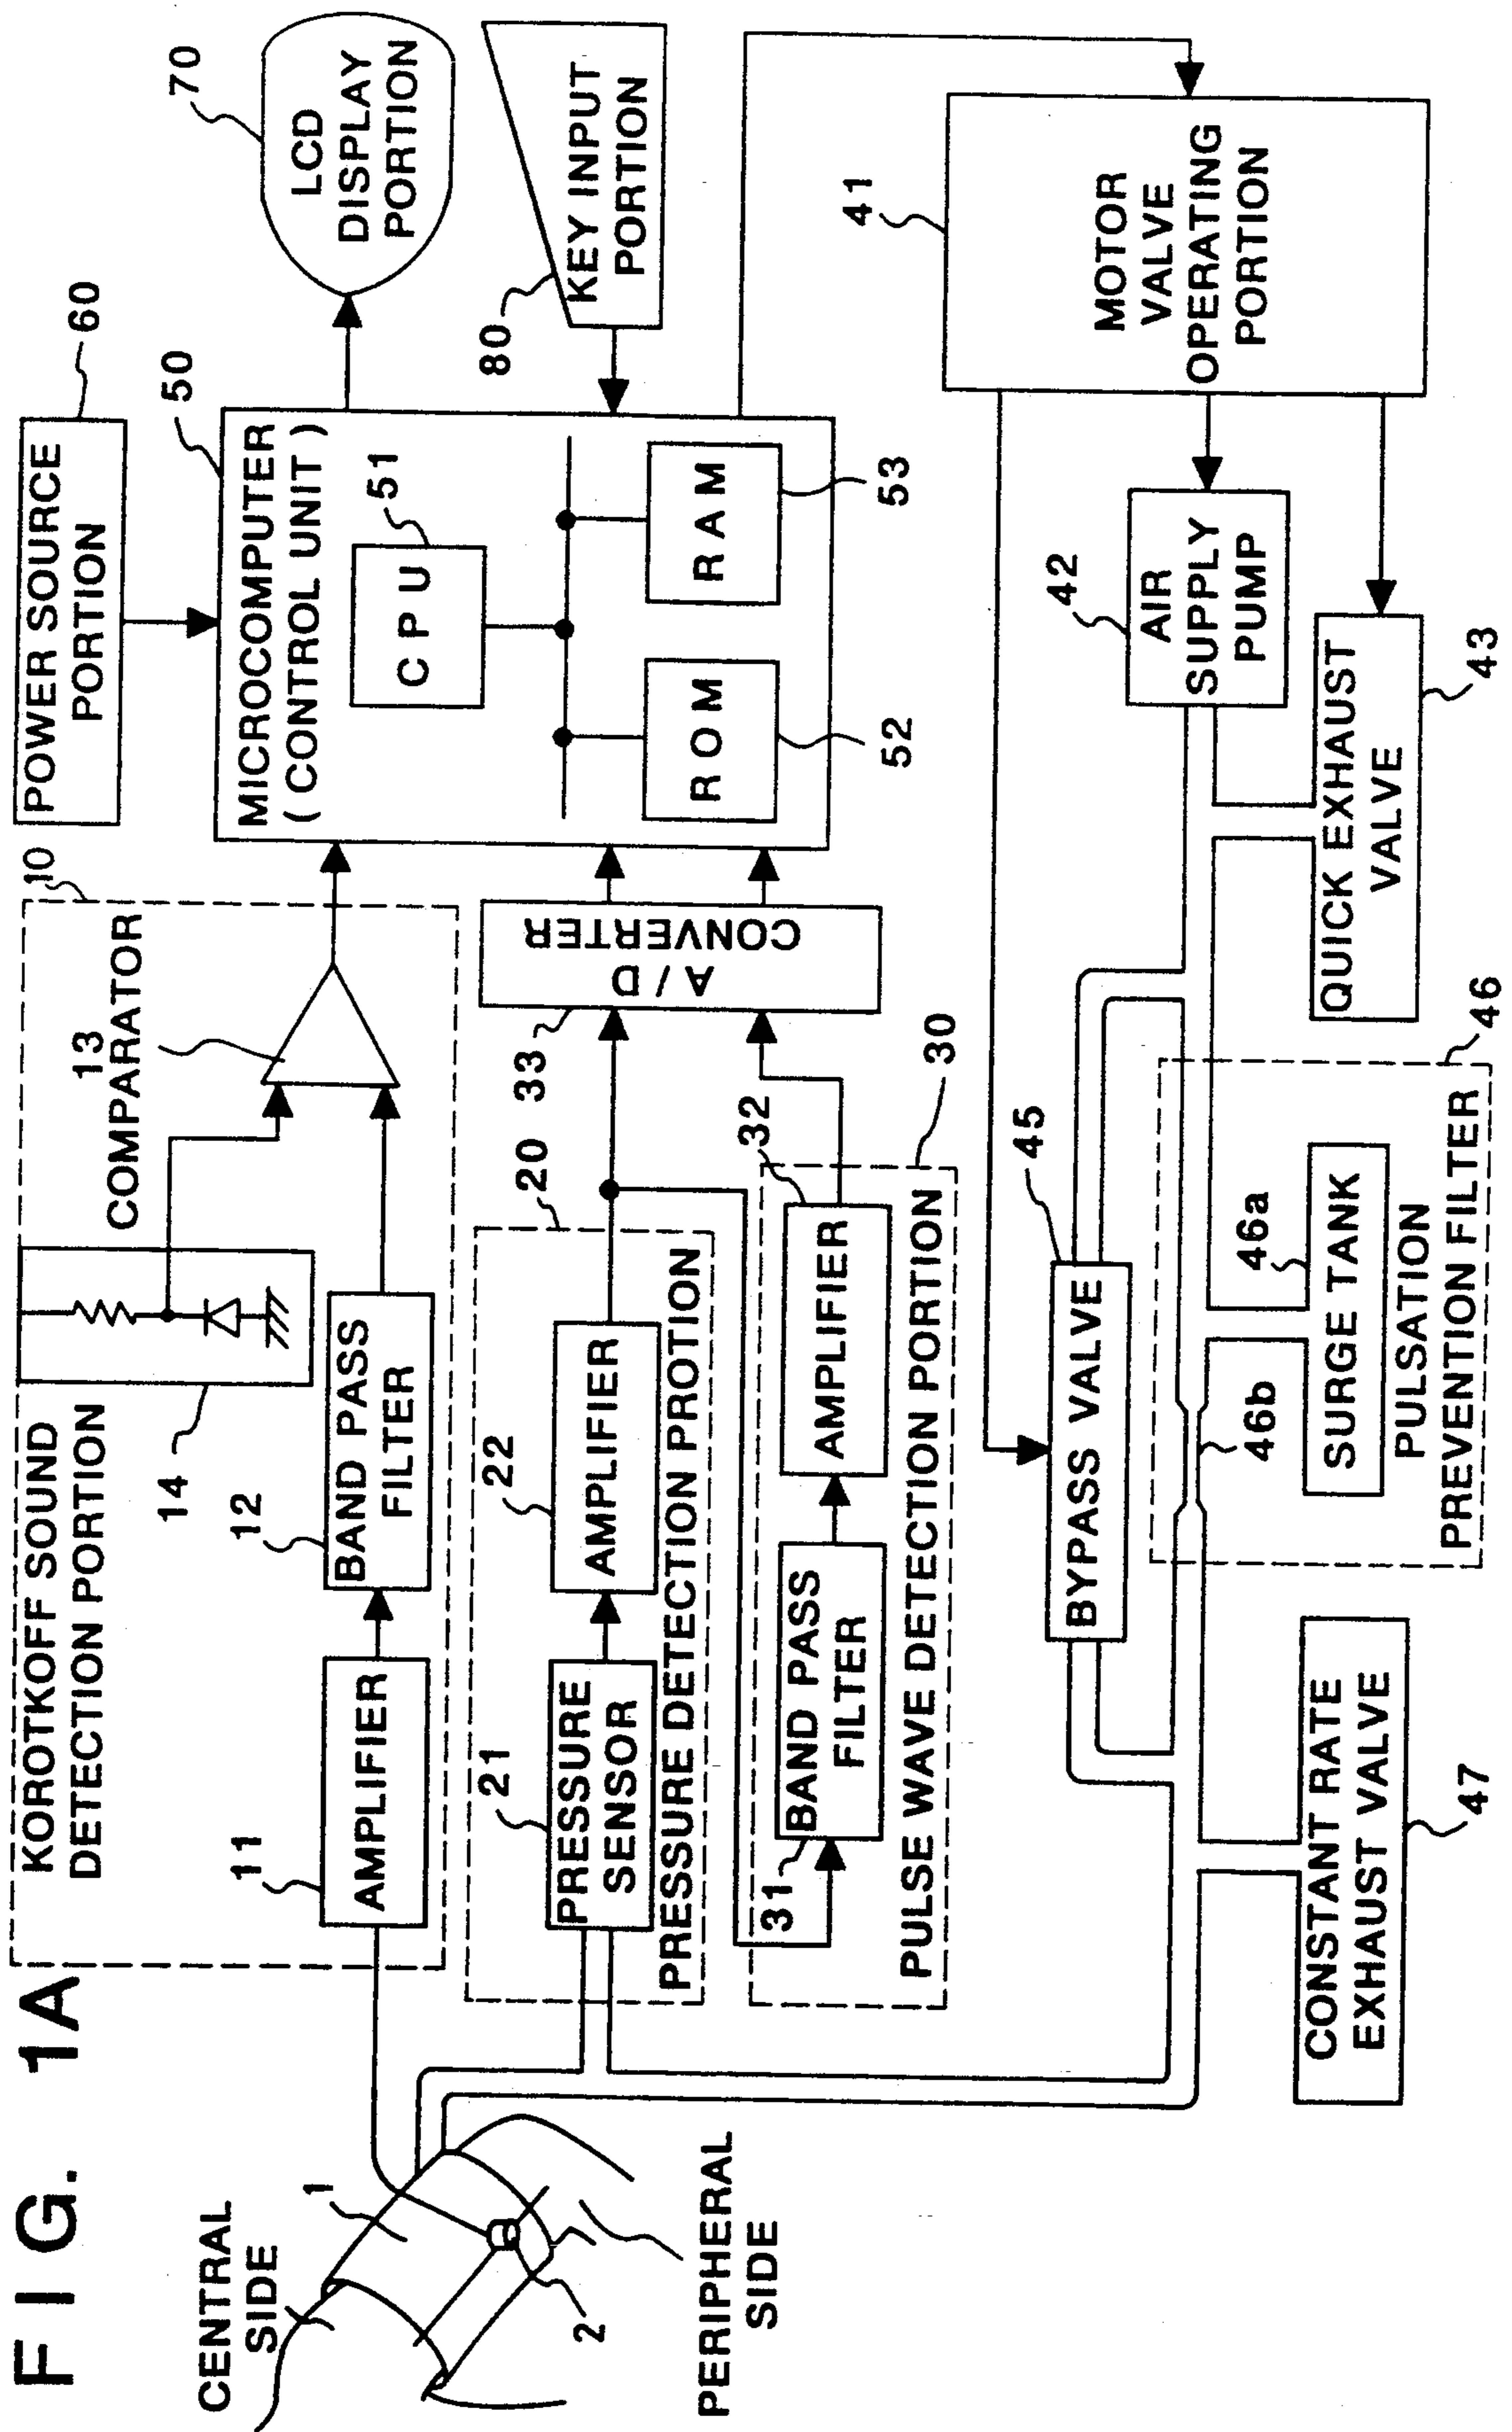 FIG. 1A
KOROTKOFF SOUND
DETECTION PORTION
10
11
AMPLIFIER
12
BAND PASS
FILTER
14
13
COMPARATOR
POWER SOURCE
PORTION
60
50
MICROCOMPUTER
( CONTROL UNIT )
CPU
51
ROM
52
RAM
53
70
LCD
DISPLAY
PORTION
80
KEY INPUT
PORTION
CENTRAL
SIDE
1
2
PERIPHERAL
SIDE
20
21
PRESSURE
SENSOR
22
AMPLIFIER
PRESSURE DETECTION PROTION
33
A/D
CONVERTER
30
31
BAND PASS
FILTER
32
AMPLIFIER
PULSE WAVE DETECTION PORTION
41
MOTOR
VALVE
OPERATING
PORTION
42
AIR
SUPPLY
PUMP
QUICK EXHAUST
VALVE
43
45
BYPASS VALVE
46
46a
46b
SURGE TANK
PULSATION
PREVENTION FILTER
CONSTANT RATE
EXHAUST VALVE
47